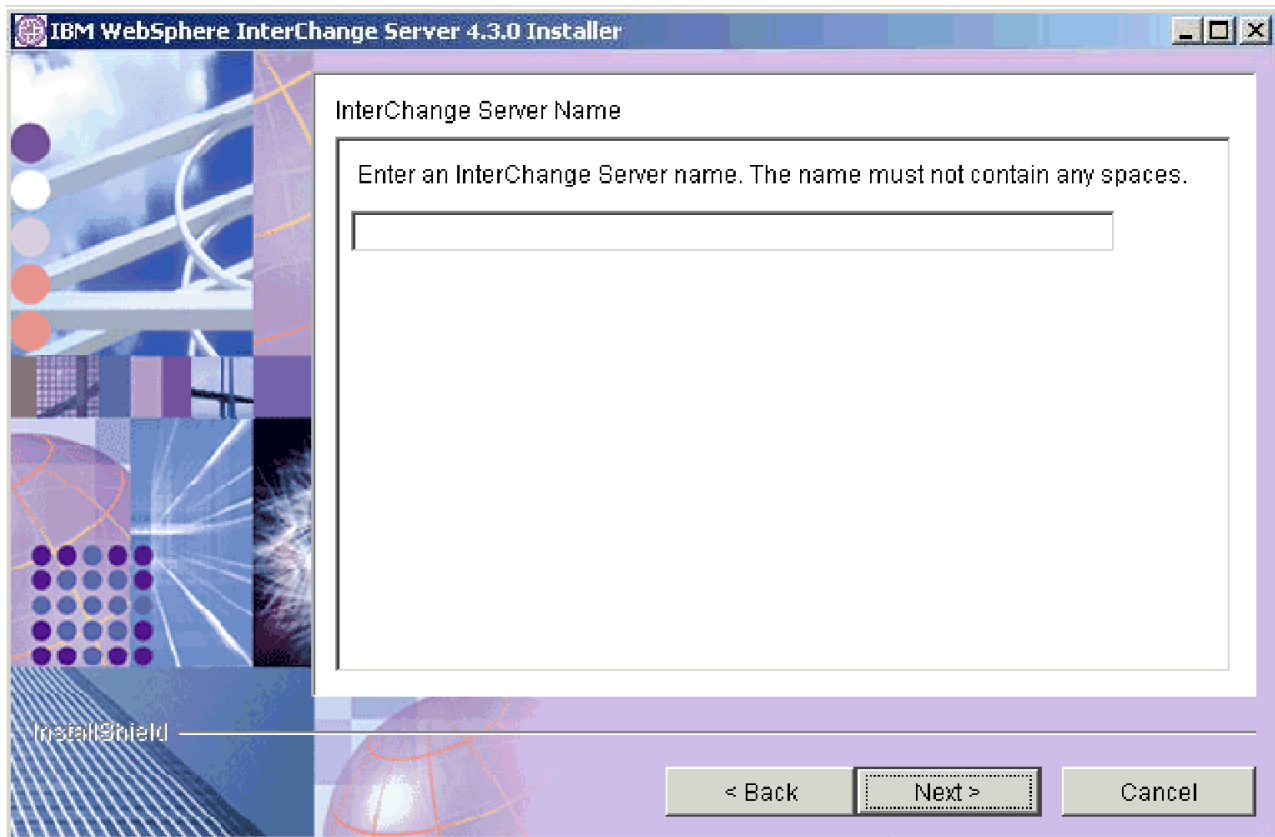 IBM WebSphere InterChange Server 4.3.0 Installer
InterChange Server Name
Enter an InterChange Server name. The name must not contain any spaces.
InstallShield
< Back
Next >
Cancel